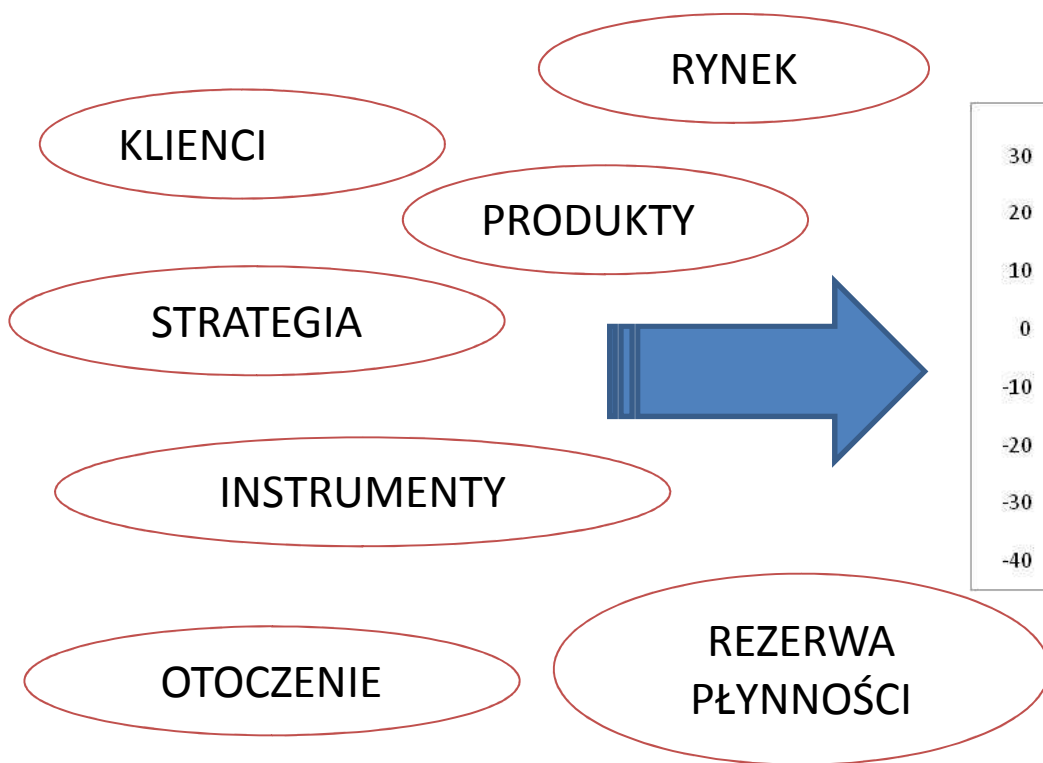 RYNEK
KLIENCI
PRODUKTY
STRATEGIA
INSTRUMENTY
OTOCZENIE
REZERWA
PŁYNNOŚCI
30
20
10
0
-10
-20
-30
-40